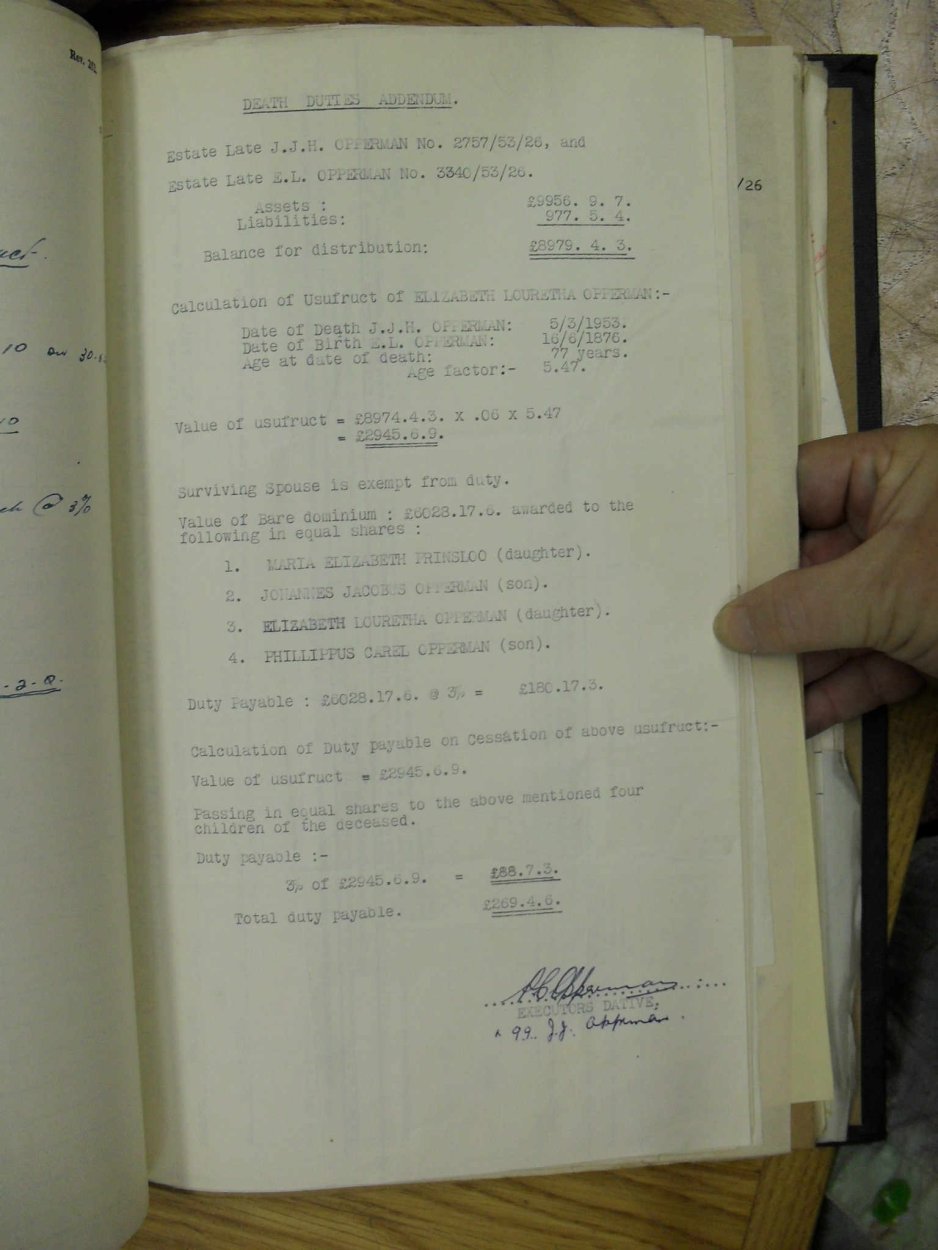 Rev. 203
DEATH DUTIES ADDENDUM.
Estate Late J.J.H. OPPERMAN No. 2757/53/26, and
Estate Late E.L. OPPERMAN No. 3340/53/26.
/26
Assets : £9956. 9. 7.
Liabilities: 977. 5. 4.
Balance for distribution: £8979. 4. 3.
Calculation of Usufruct of ELIZABETH LOURETHA OPPERMAN:-
Date of Death J.J.H. OPPERMAN: 5/3/1953.
Date of Birth E.L. OPPERMAN: 16/6/1876.
Age at date of death: 77 years.
Age factor:- 5.47.
Value of usufruct = £8974.4.3. X .06 X 5.47
= £2945.6.9.
Surviving Spouse is exempt from duty.
Value of Bare dominium : £6028.17.6. awarded to the
following in equal shares :
1. MARIA ELIZABETH PRINSLOO (daughter).
2. JOHANNES JACOBUS OPPERMAN (son).
3. ELIZABETH LOURETHA OPPERMAN (daughter).
4. PHILLIPPUS CAREL OPPERMAN (son).
Duty Payable : £6028.17.6. @ 3% = £180.17.3.
Calculation of Duty payable on Cessation of above usufruct:-
Value of usufruct = £2945.6.9.
Passing in equal shares to the above mentioned four
children of the deceased.
Duty payable :-
3% of £2945.6.9. = £88.7.3.
Total duty payable. £269.4.6.
P C Opperman
EXECUTORS DATIVE,
J.J. Opperman.
10 on 30.
@ 3%